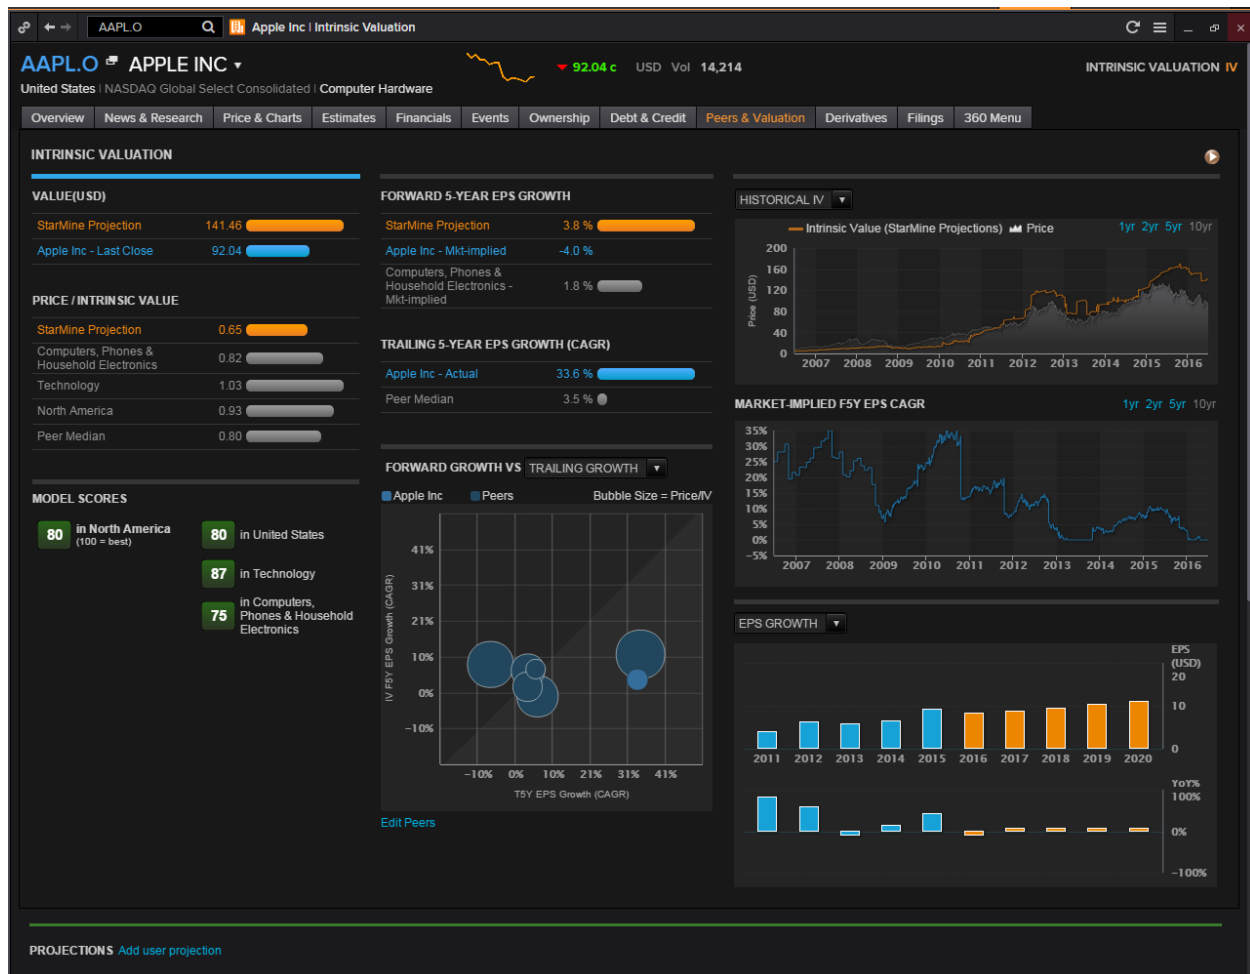 AAPL.O Apple Inc | Intrinsic Valuation
AAPL.O APPLE INC
92.04 c USD Vol 14,214
INTRINSIC VALUATION IV
United States | NASDAQ Global Select Consolidated | Computer Hardware
Overview News & Research Price & Charts Estimates Financials Events Ownership Debt & Credit Peers & Valuation Derivatives Filings 360 Menu
INTRINSIC VALUATION
VALUE(USD)
StarMine Projection 141.46
Apple Inc - Last Close 92.04
PRICE / INTRINSIC VALUE
StarMine Projection 0.65
Computers, Phones &
Household Electronics 0.82
Technology 1.03
North America 0.93
Peer Median 0.80
MODEL SCORES
80 in North America
(100 = best)
80 in United States
87 in Technology
75 in Computers,
Phones & Household
Electronics
FORWARD 5-YEAR EPS GROWTH
StarMine Projection 3.8 %
Apple Inc - Mkt-implied -4.0 %
Computers, Phones &
Household Electronics - 1.8 %
Mkt-implied
TRAILING 5-YEAR EPS GROWTH (CAGR)
Apple Inc - Actual 33.6 %
Peer Median 3.5 %
FORWARD GROWTH VS TRAILING GROWTH
Apple Inc Peers Bubble Size = Price/IV
IV F5Y EPS Growth (CAGR)
41%
31%
21%
10%
0%
-10%
-10% 0% 10% 21% 31% 41%
T5Y EPS Growth (CAGR)
Edit Peers
HISTORICAL IV
Intrinsic Value (StarMine Projections) Price
1yr 2yr 5yr 10yr
Price (USD)
200
160
120
80
40
0
2007 2008 2009 2010 2011 2012 2013 2014 2015 2016
MARKET-IMPLIED F5Y EPS CAGR
1yr 2yr 5yr 10yr
35%
30%
25%
20%
15%
10%
5%
0%
-5%
2007 2008 2009 2010 2011 2012 2013 2014 2015 2016
EPS GROWTH
EPS
(USD)
20
10
0
2011 2012 2013 2014 2015 2016 2017 2018 2019 2020
YoY%
100%
0%
-100%
PROJECTIONS Add user projection